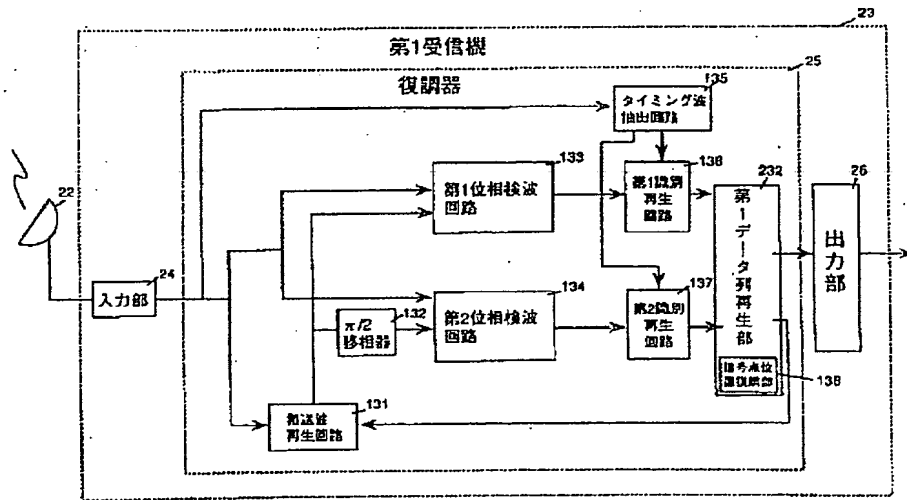 23
第1受信機
25
復調器
135
タイミング波
抽出回路
133
第1位相検波
回路
136
第1識別
再生
回路
232
第1データ列再生部
26
出力部
22
24
入力部
132
π/2
移相器
134
第2位相検波
回路
137
第2識別
再生
回路
138
131
搬送波
再生回路